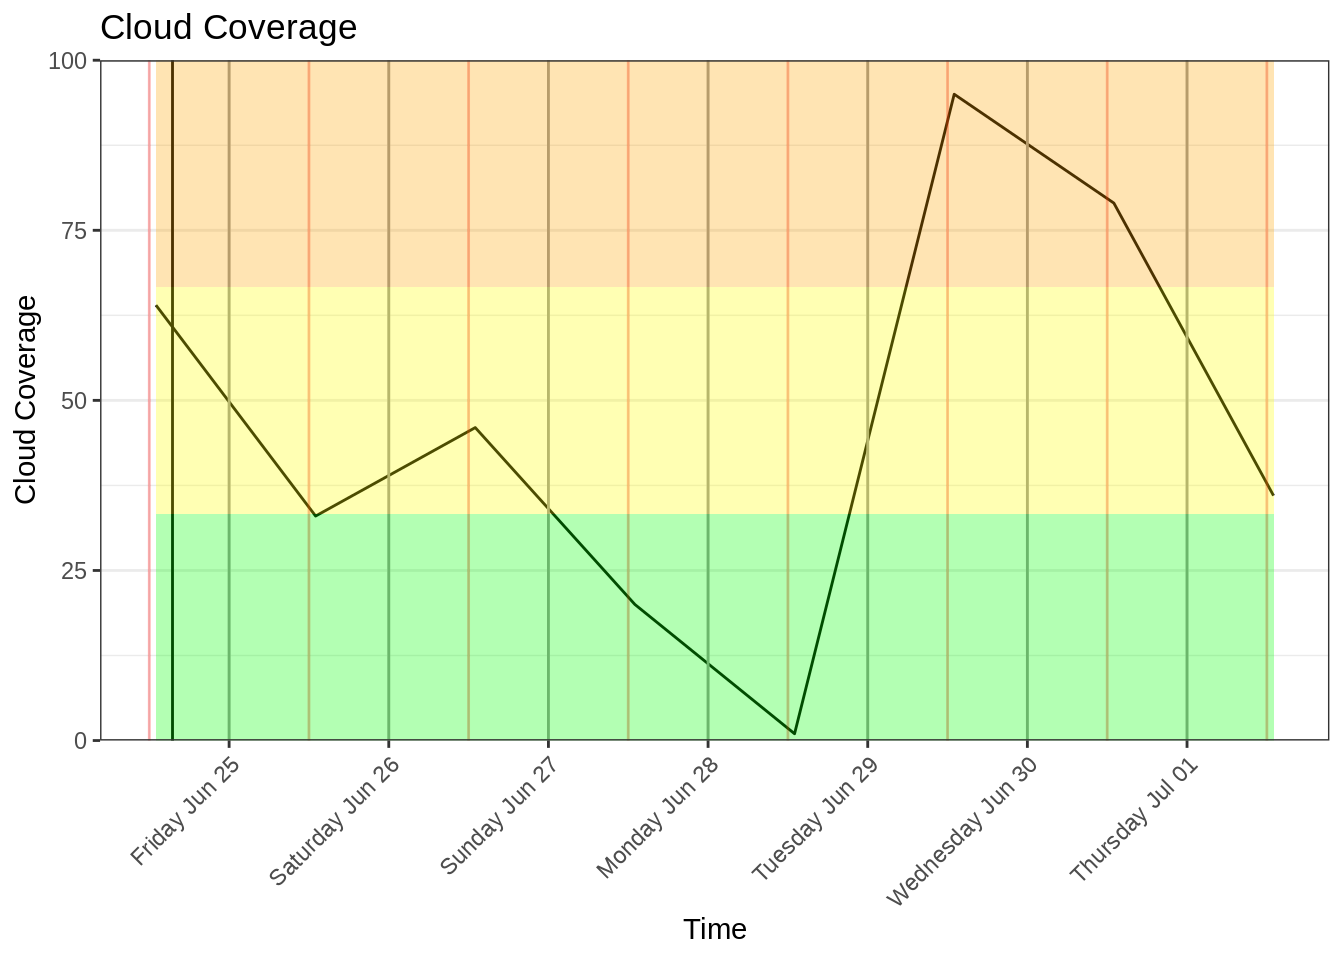 Cloud Coverage
100
75
50
25
0
Cloud Coverage
Friday Jun 25
Saturday Jun 26
Sunday Jun 27
Monday Jun 28
Tuesday Jun 29
Wednesday Jun 30
Thursday Jul 01
Time